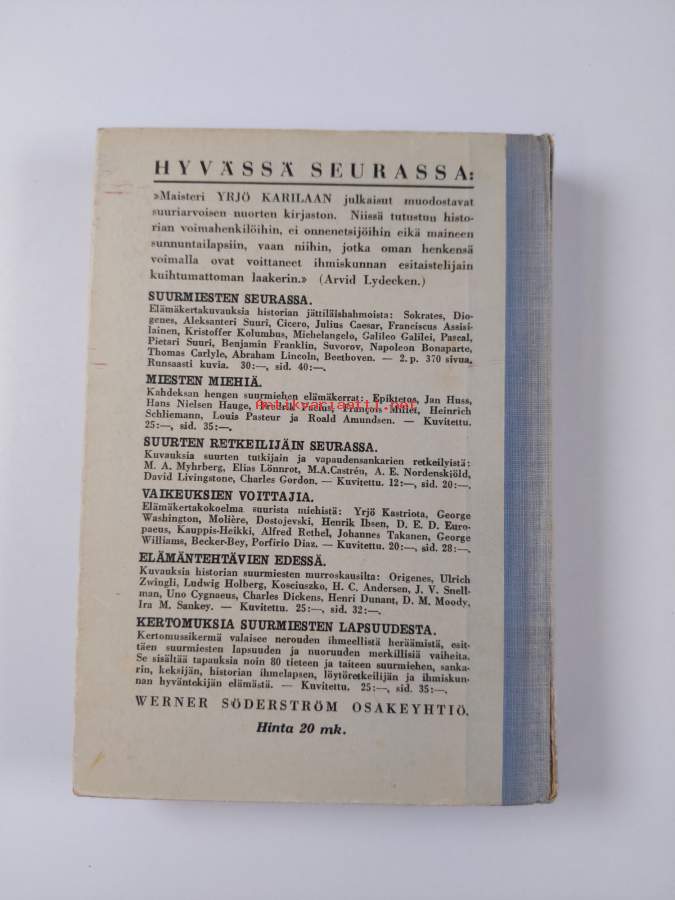 HYVÄSSÄ SEURASSA:
»Maisteri YRJÖ KARILAAN julkaisut muodostavat
suuriarvoisen nuorten kirjaston. Niissä tutustun histo-
rian voimahenkilöihin, ei onnenetsijöihin eikä maineen
sunnuntailapsiin, vaan niihin, jotka oman henkensä
voimalla ovat voittaneet ihmiskunnan esitaistelijain
kuihtumattoman laakerin.» (Arvid Lydecken.)
SUURMIESTEN SEURASSA.
Elämäkertakuvauksia historian jättiläishahmoista: Sokrates, Dio-
genes, Aleksanteri Suuri, Cicero, Julius Caesar, Franciscus Assisi-
lainen, Kristoffer Kolumbus, Michelangelo, Galileo Galilei, Pascal,
Pietari Suuri, Benjamin Franklin, Suvorov, Napoleon Bonaparte,
Thomas Carlyle, Abraham Lincoln, Beethoven. — 2. p. 370 sivua.
Runsaasti kuvia. 30:—, sid. 40:—.
MIESTEN MIEHIÄ.
Kahdeksan hengen suurmiehen elämäkerrat: Epiktetos, Jan Huss,
Hans Nielsen Hauge, Fredrik Pacius, François Millet, Heinrich
Schliemann, Louis Pasteur ja Roald Amundsen. — Kuvitettu.
25:—, sid. 35:—.
antikvariaatti.net
SUURTEN RETKEILIJÄIN SEURASSA.
Kuvauksia suurten tutkijain ja vapaudensankarien retkeilyistä:
M. A. Myhrberg, Elias Lönnrot, M.A.Castrén, A. E. Nordenskiöld,
David Livingstone, Charles Gordon. — Kuvitettu. 12:—, sid. 20:—.
VAIKEUKSIEN VOITTAJIA.
Elämäkertakokoelma suurista miehistä: Yrjö Kastriota, George
Washington, Molière, Dostojevski, Henrik Ibsen, D. E. D. Euro-
paeus, Kauppis-Heikki, Alfred Rethel, Johannes Takanen, George
Williams, Becker-Bey, Porfirio Diaz. — Kuvitettu. 20:—, sid. 28:—.
ELÄMÄNTEHTÄVIEN EDESSÄ.
Kuvauksia historian suurmiesten murroskausilta: Origenes, Ulrich
Zwingli, Ludwig Holberg, Kosciuszko, H. C. Andersen, J. V. Snell-
man, Uno Cygnaeus, Charles Dickens, Henri Dunant, D. M. Moody,
Ira M. Sankey. — Kuvitettu. 25:—, sid. 32:—.
KERTOMUKSIA SUURMIESTEN LAPSUUDESTA.
Kertomussikermä valaisee nerouden ihmeellistä heräämistä, esit-
täen suurmiesten lapsuuden ja nuoruuden merkillisiä vaiheita.
Se sisältää tapauksia noin 80 tieteen ja taiteen suurmiehen, sanka-
rin, keksijän, historian ihmelapsen, löytöretkeilijän ja ihmiskun-
nan hyväntekijän elämästä. — Kuvitettu. 25:—, sid. 35:—.
WERNER SÖDERSTRÖM OSAKEYHTIÖ.
Hinta 20 mk.